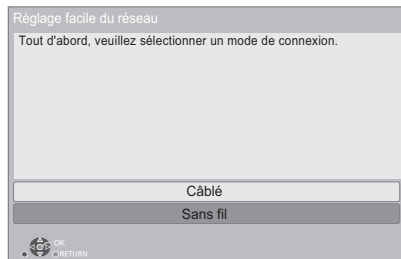 Réglage facile du réseau
Tout d'abord, veuillez sélectionner un mode de connexion.
Câblé
Sans fil
OK
RETURN